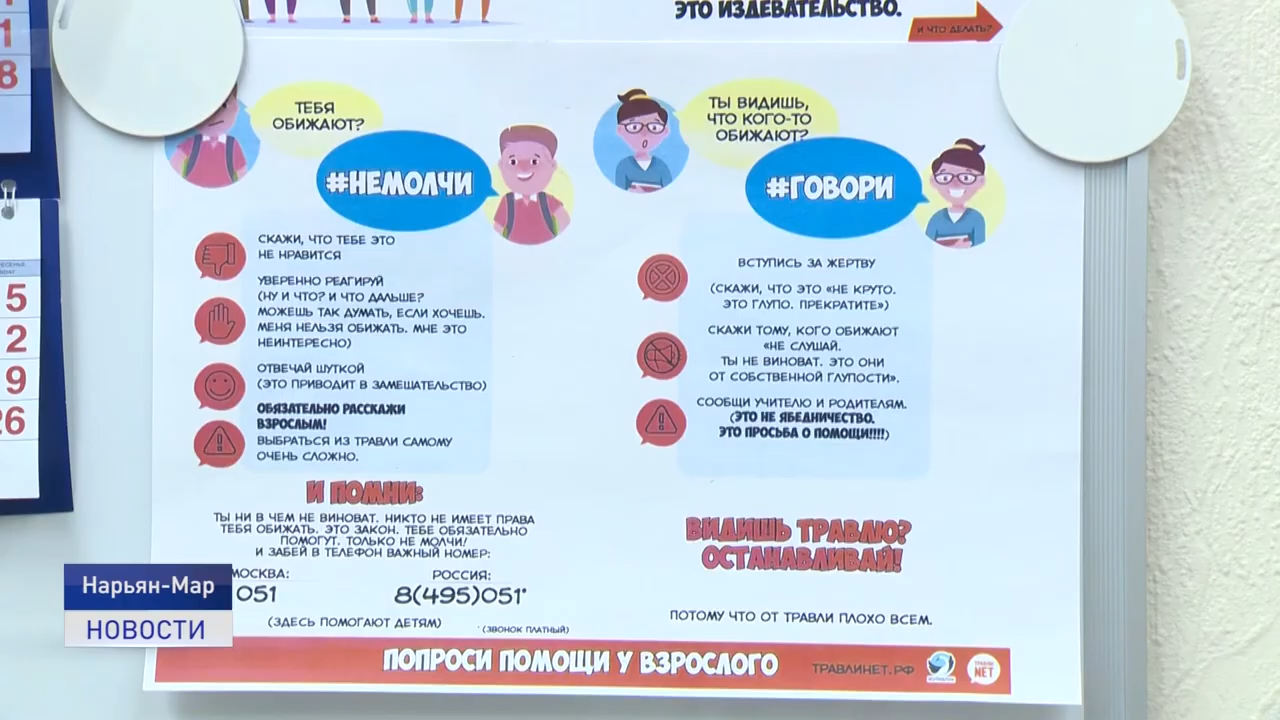 ЭТО ИЗДЕВАТЕЛЬСТВО.
И ЧТО ДЕЛАТЬ?
1
8
5
2
9
26
ТЕБЯ
ОБИЖАЮТ?
#НЕМОЛЧИ
СКАЖИ, ЧТО ТЕБЕ ЭТО
НЕ НРАВИТСЯ
УВЕРЕННО РЕАГИРУЙ
(НУ И ЧТО? И ЧТО ДАЛЬШЕ?
МОЖЕШЬ ТАК ДУМАТЬ, ЕСЛИ ХОЧЕШЬ.
МЕНЯ НЕЛЬЗЯ ОБИЖАТЬ. МНЕ ЭТО
НЕИНТЕРЕСНО)
ОТВЕЧАЙ ШУТКОЙ
(ЭТО ПРИВОДИТ В ЗАМЕШАТЕЛЬСТВО)
ОБЯЗАТЕЛЬНО РАССКАЖИ
ВЗРОСЛЫМ!
ВЫБРАТЬСЯ ИЗ ТРАВЛИ САМОМУ
ОЧЕНЬ СЛОЖНО.
И ПОМНИ:
ТЫ НИ В ЧЕМ НЕ ВИНОВАТ. НИКТО НЕ ИМЕЕТ ПРАВА
ТЕБЯ ОБИЖАТЬ. ЭТО ЗАКОН. ТЕБЕ ОБЯЗАТЕЛЬНО
ПОМОГУТ. ТОЛЬКО НЕ МОЛЧИ!
И ЗАБЕЙ В ТЕЛЕФОН ВАЖНЫЙ НОМЕР:
МОСКВА:
051
РОССИЯ:
8(495)051*
(ЗДЕСЬ ПОМОГАЮТ ДЕТЯМ)
*(ЗВОНОК ПЛАТНЫЙ)
ТЫ ВИДИШЬ,
ЧТО КОГО-ТО
ОБИЖАЮТ?
#ГОВОРИ
ВСТУПИСЬ ЗА ЖЕРТВУ
(СКАЖИ, ЧТО ЭТО «НЕ КРУТО.
ЭТО ГЛУПО. ПРЕКРАТИТЕ»)
СКАЖИ ТОМУ, КОГО ОБИЖАЮТ
«НЕ СЛУШАЙ.
ТЫ НЕ ВИНОВАТ. ЭТО ОНИ
ОТ СОБСТВЕННОЙ ГЛУПОСТИ».
СООБЩИ УЧИТЕЛЮ И РОДИТЕЛЯМ.
(ЭТО НЕ ЯБЕДНИЧЕСТВО.
ЭТО ПРОСЬБА О ПОМОЩИ!!!!)
ВИДИШЬ ТРАВЛЮ?
ОСТАНАВЛИВАЙ!
ПОТОМУ ЧТО ОТ ТРАВЛИ ПЛОХО ВСЕМ.
ПОПРОСИ ПОМОЩИ У ВЗРОСЛОГО
ТРАВЛИНЕТ.РФ
ТРАВЛИ
NET
Нарьян-Мар
НОВОСТИ